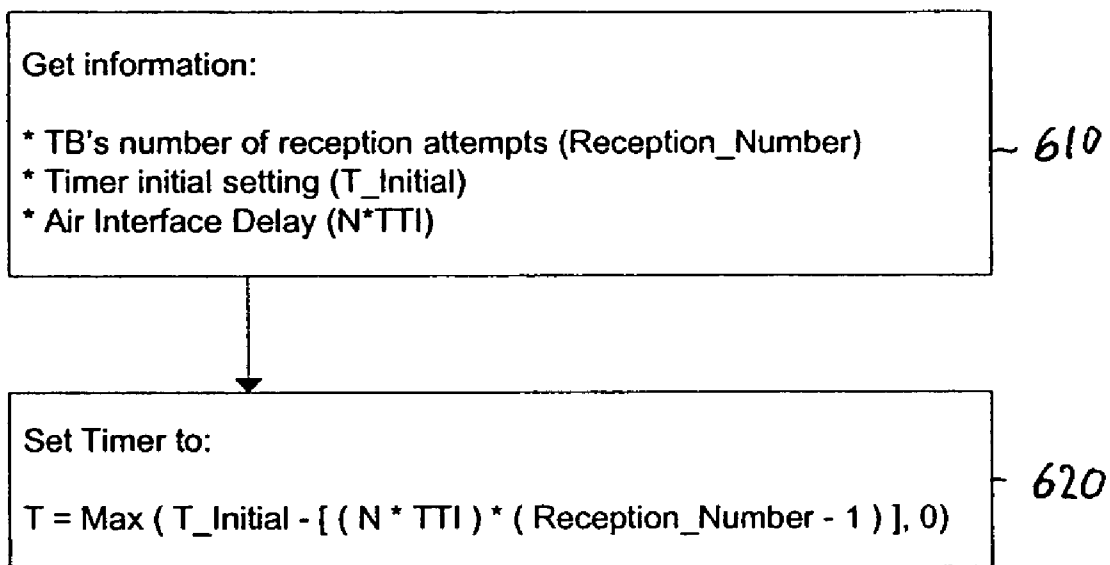 Get information:
* TB's number of reception attempts (Reception_Number)
* Timer initial setting (T_Initial)
* Air Interface Delay (N*TTI)
610
Set Timer to:
T = Max ( T_Initial - [ ( N * TTI ) * ( Reception_Number - 1 ) ], 0)
620